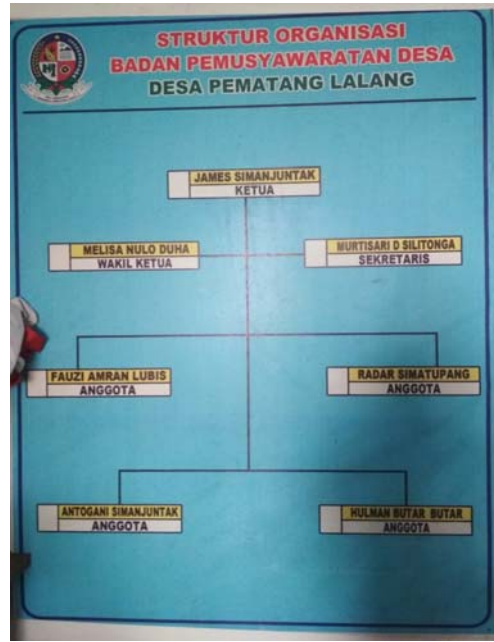 STRUKTUR ORGANISASI
BADAN PEMUSYAWARATAN DESA
DESA PEMATANG LALANG
JAMES SIMANJUNTAK
KETUA
MELISA NULO DUHA
WAKIL KETUA
MURTISARI D SILITONGA
SEKRETARIS
FAUZI AMRAN LUBIS
ANGGOTA
RADAR SIMATUPANG
ANGGOTA
ANTOGANI SIMANJUNTAK
ANGGOTA
HULMAN BUTAR BUTAR
ANGGOTA